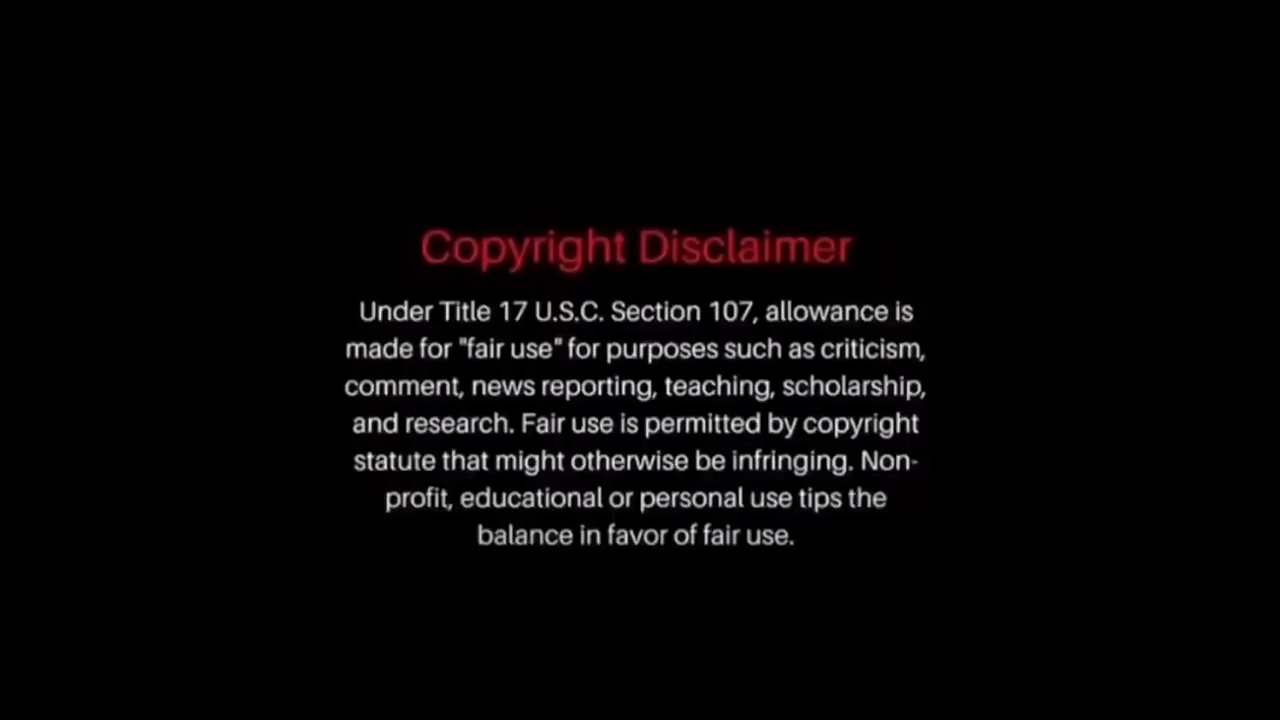 Copyright Disclaimer
Under Title 17 U.S.C. Section 107, allowance is
made for "fair use" for purposes such as criticism,
comment, news reporting, teaching, scholarship,
and research. Fair use is permitted by copyright
statute that might otherwise be infringing. Non-
profit, educational or personal use tips the
balance in favor of fair use.